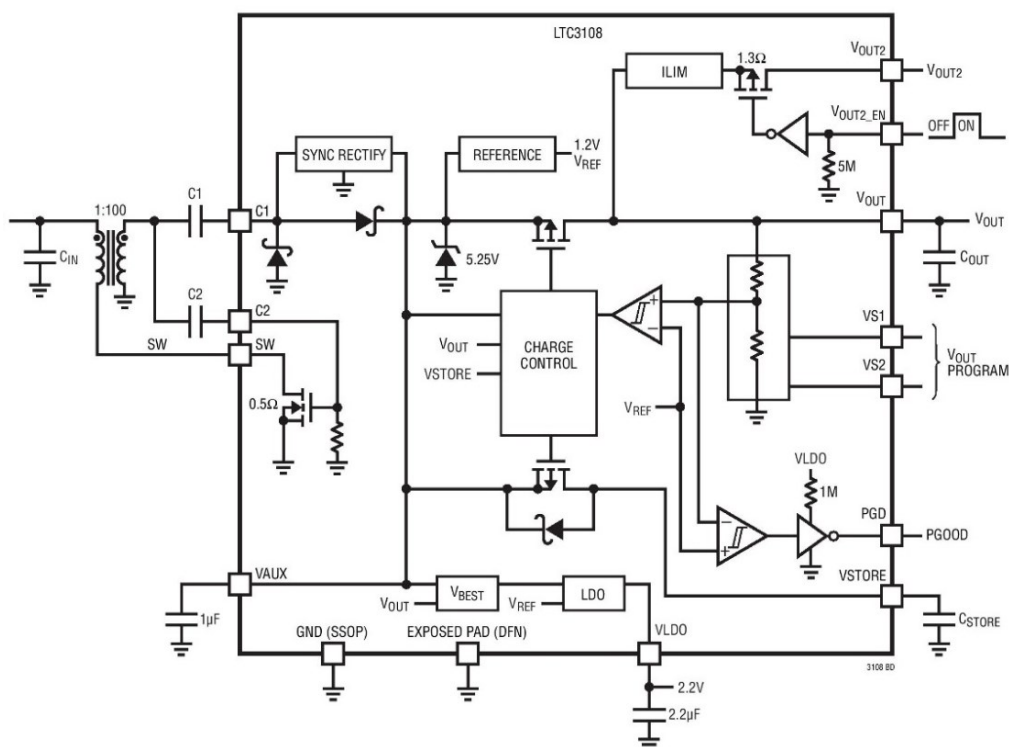 LTC3108
VOUT2
1.3Ω
ILIM
VOUT2
VOUT2_EN
OFF
ON
SYNC RECTIFY
REFERENCE
1.2V
VREF
5M
C1
1:100
C1
VOUT
VOUT
CIN
5.25V
COUT
C2
C2
VS1
SW
SW
VOUT
CHARGE
CONTROL
VSTORE
VS2
VOUT
PROGRAM
0.5Ω
VREF
VLDO
1M
PGD
PGOOD
VAUX
VSTORE
1µF
VOUT
VBEST
VREF
LDO
CSTORE
GND (SSOP)
EXPOSED PAD (DFN)
VLDO
3108 BD
2.2V
2.2µF